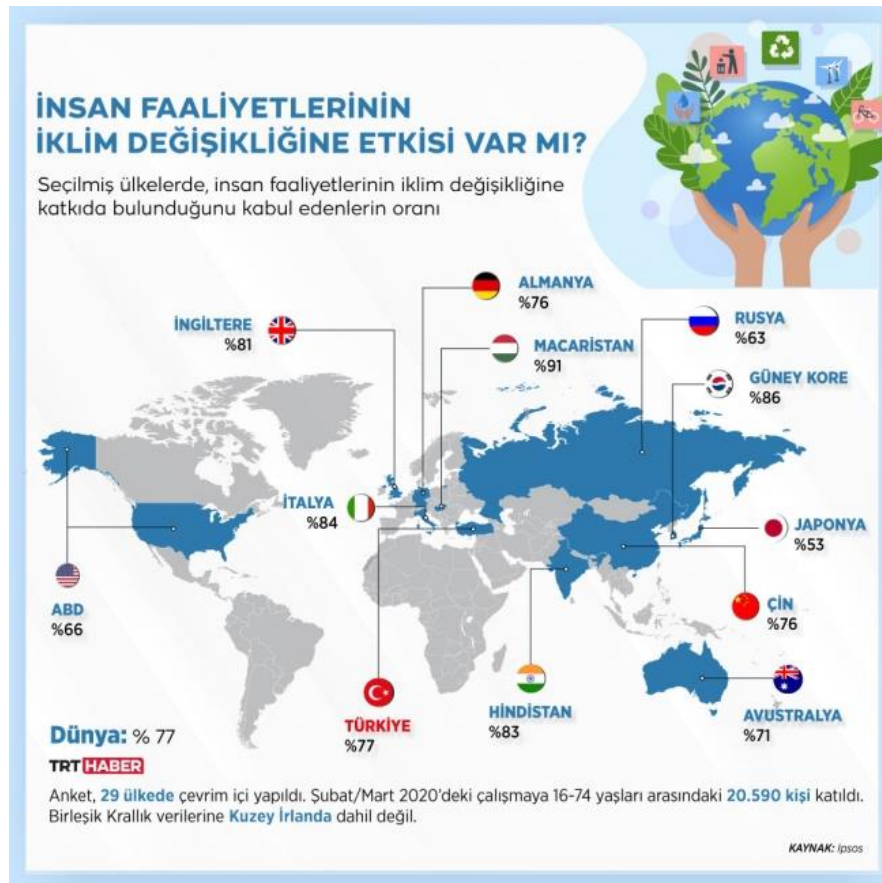 İNSAN FAALİYETLERİNİN
İKLİM DEĞİŞİKLİĞİNE ETKİSİ VAR MI?
Seçilmiş ülkelerde, insan faaliyetlerinin iklim değişikliğine
katkıda bulunduğunu kabul edenlerin oranı
ALMANYA
%76
İNGİLTERE
%81
RUSYA
%63
MACARİSTAN
%91
GÜNEY KORE
%86
İTALYA
%84
JAPONYA
%53
ABD
%66
ÇİN
%76
TÜRKİYE
%77
HİNDİSTAN
%83
AVUSTRALYA
%71
Dünya: % 77
TRT HABER
Anket, 29 ülkede çevrim içi yapıldı. Şubat/Mart 2020'deki çalışmaya 16-74 yaşları arasındaki 20.590 kişi katıldı.
Birleşik Krallık verilerine Kuzey İrlanda dahil değil.
KAYNAK: Ipsos